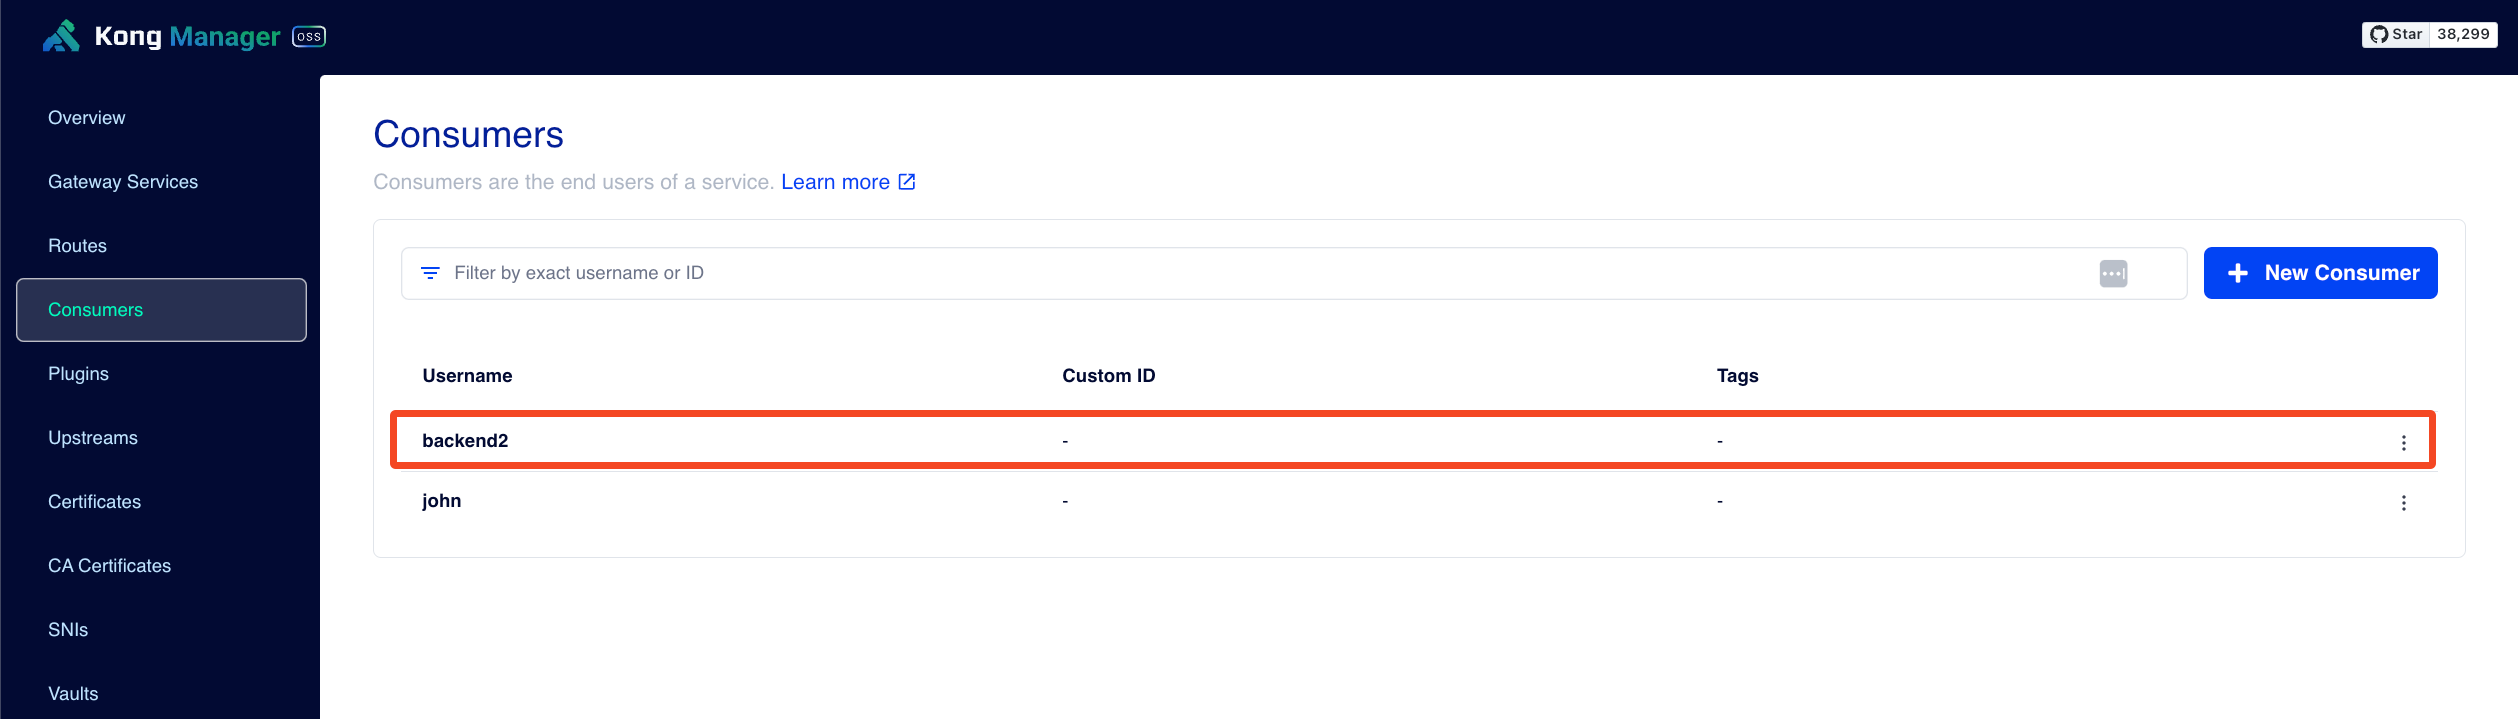 Kong Manager OSS
Star 38,299
Overview
Gateway Services
Routes
Consumers
Plugins
Upstreams
Certificates
CA Certificates
SNIs
Vaults
Consumers
Consumers are the end users of a service. Learn more
Filter by exact username or ID
+ New Consumer
Username Custom ID Tags
backend2 - -
john - -